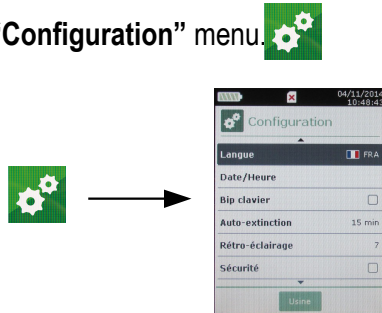 “Configuration” menu.
04/11/2014
10:48:43
Configuration
Langue FRA
Date/Heure
Bip clavier
Auto-extinction 15 min
Rétro-éclairage 7
Sécurité
Usine